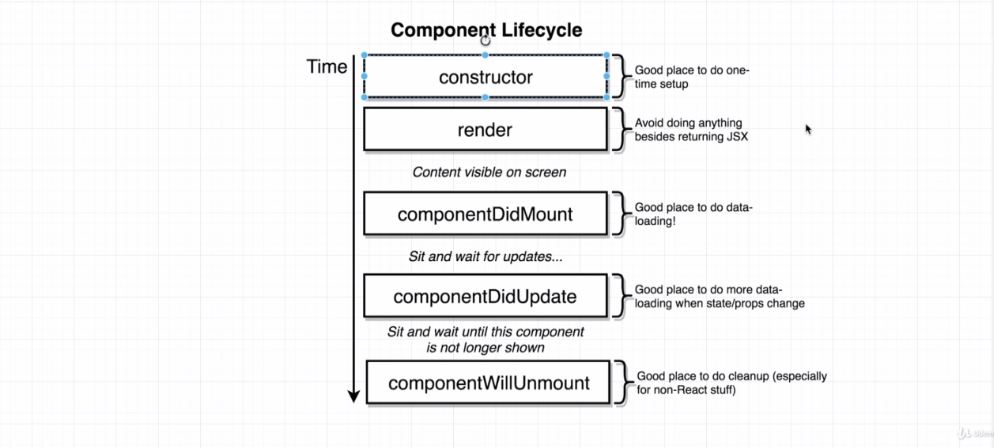 Component Lifecycle
Time
constructor
Good place to do one-
time setup
render
Avoid doing anything
besides returning JSX
Content visible on screen
componentDidMount
Good place to do data-
loading!
Sit and wait for updates...
componentDidUpdate
Good place to do more data-
loading when state/props change
Sit and wait until this component
is not longer shown
componentWillUnmount
Good place to do cleanup (especially
for non-React stuff)